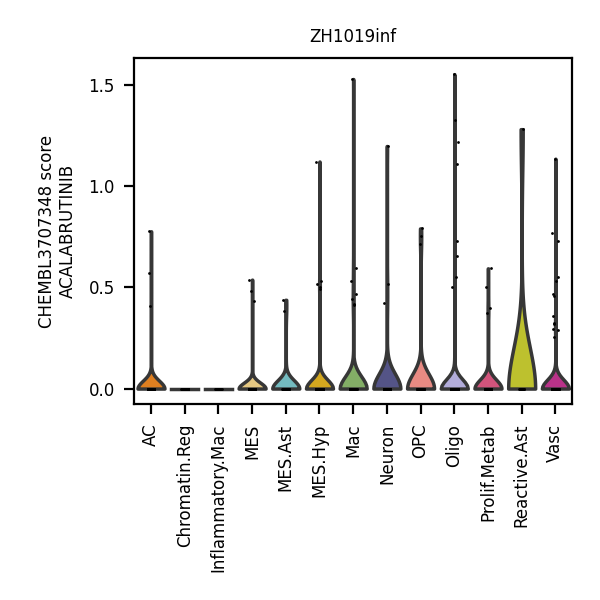 ZH1019inf
CHEMBL3707348 score
ACALABRUTINIB
1.5
1.0
0.5
0.0
AC
Chromatin.Reg
Inflammatory.Mac
MES
MES.Ast
MES.Hyp
Mac
Neuron
OPC
Oligo
Prolif.Metab
Reactive.Ast
Vasc